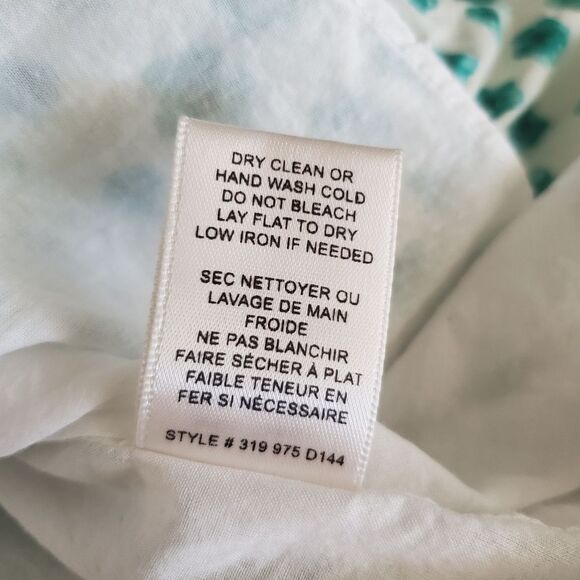 DRY CLEAN OR
HAND WASH COLD
DO NOT BLEACH
LAY FLAT TO DRY
LOW IRON IF NEEDED
SEC NETTOYER OU
LAVAGE DE MAIN
FROIDE
NE PAS BLANCHIR
FAIRE SÉCHER À PLAT
FAIBLE TENEUR EN
FER SI NÉCESSAIRE
STYLE # 319 975 D144